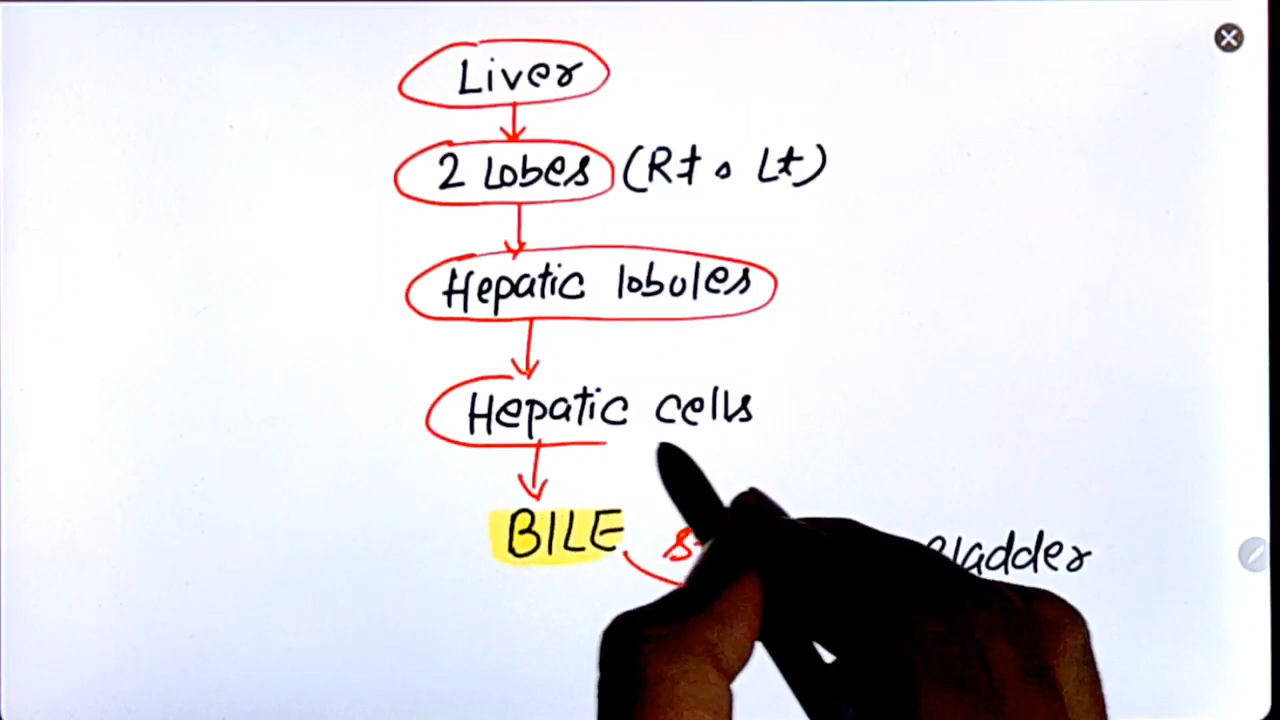 Liver
2 Lobes (Rt & Lt)
Hepatic lobules
Hepatic cells
BILE